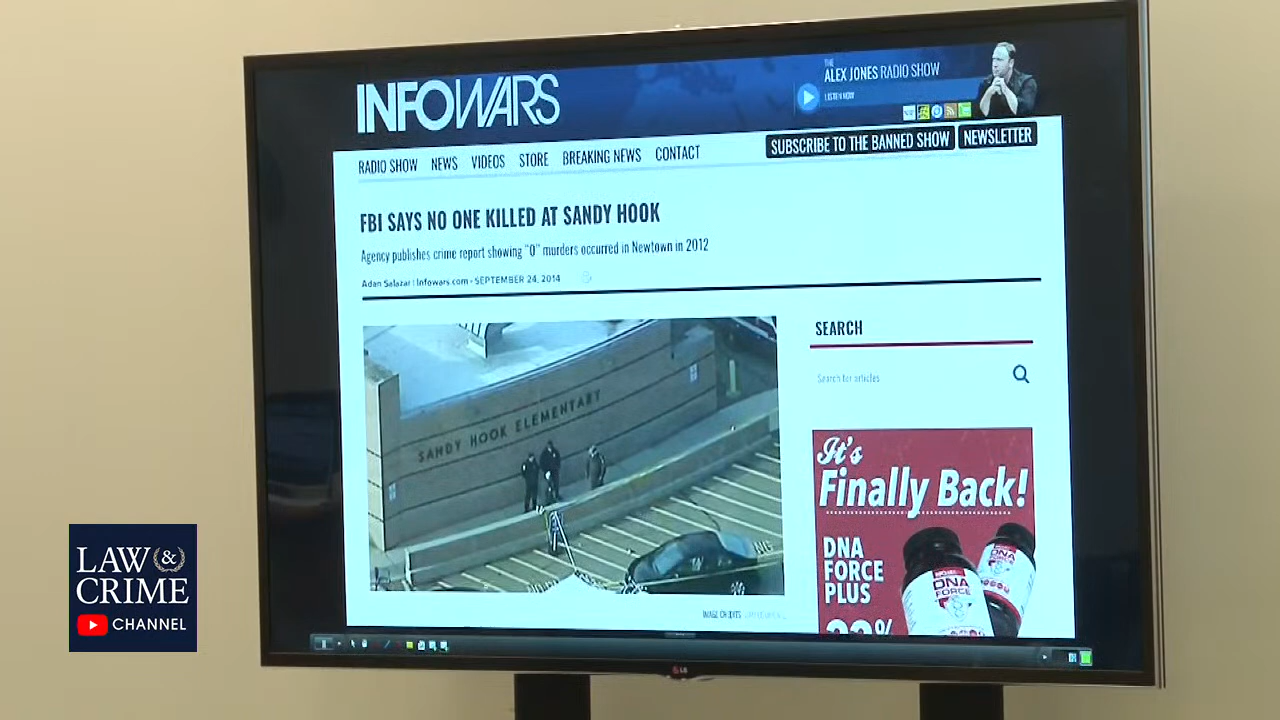 INFOWARS
THE
ALEX JONES RADIO SHOW
LISTEN NOW
SUBSCRIBE TO THE BANNED SHOW NEWSLETTER
RADIO SHOW NEWS VIDEOS STORE BREAKING NEWS CONTACT
FBI SAYS NO ONE KILLED AT SANDY HOOK
Agency publishes crime report showing "0" murders occurred in Newtown in 2012
Adan Salazar | Infowars.com - SEPTEMBER 24, 2014
SANDY HOOK ELEMENTARY
IMAGE CREDITS
SEARCH
Search for articles
It's
Finally Back!
DNA
FORCE
PLUS
DNA
FORCE
DNA
FORCE
LG
LAW &
CRIME
CHANNEL